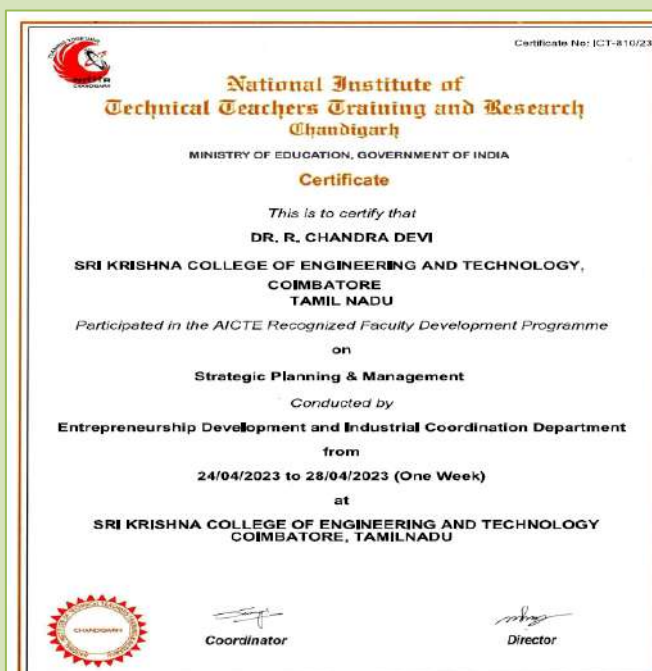 Certificate No: ICT-810/23
NITTTR
CHANDIGARH
National Institute of
Technical Teachers Training and Research
Chandigarh
MINISTRY OF EDUCATION, GOVERNMENT OF INDIA
Certificate
This is to certify that
DR. R. CHANDRA DEVI
SRI KRISHNA COLLEGE OF ENGINEERING AND TECHNOLOGY,
COIMBATORE
TAMIL NADU
Participated in the AICTE Recognized Faculty Development Programme
on
Strategic Planning & Management
Conducted by
Entrepreneurship Development and Industrial Coordination Department
from
24/04/2023 to 28/04/2023 (One Week)
at
SRI KRISHNA COLLEGE OF ENGINEERING AND TECHNOLOGY
COIMBATORE, TAMILNADU
CHANDIGARH
Coordinator
Director